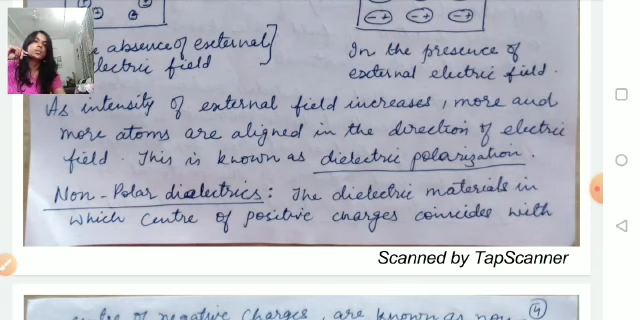 e absence of external]
lectric field
In the presence of
external electric field.
As intensity of external field increases, more and
more atoms are aligned in the direction of electric
field. This is known as dielectric polarization.
Non-Polar dielectrics: The dielectric materials in
which centre of positive charges coincides with
Scanned by TapScanner
4
centre of negative charges, are known as non-